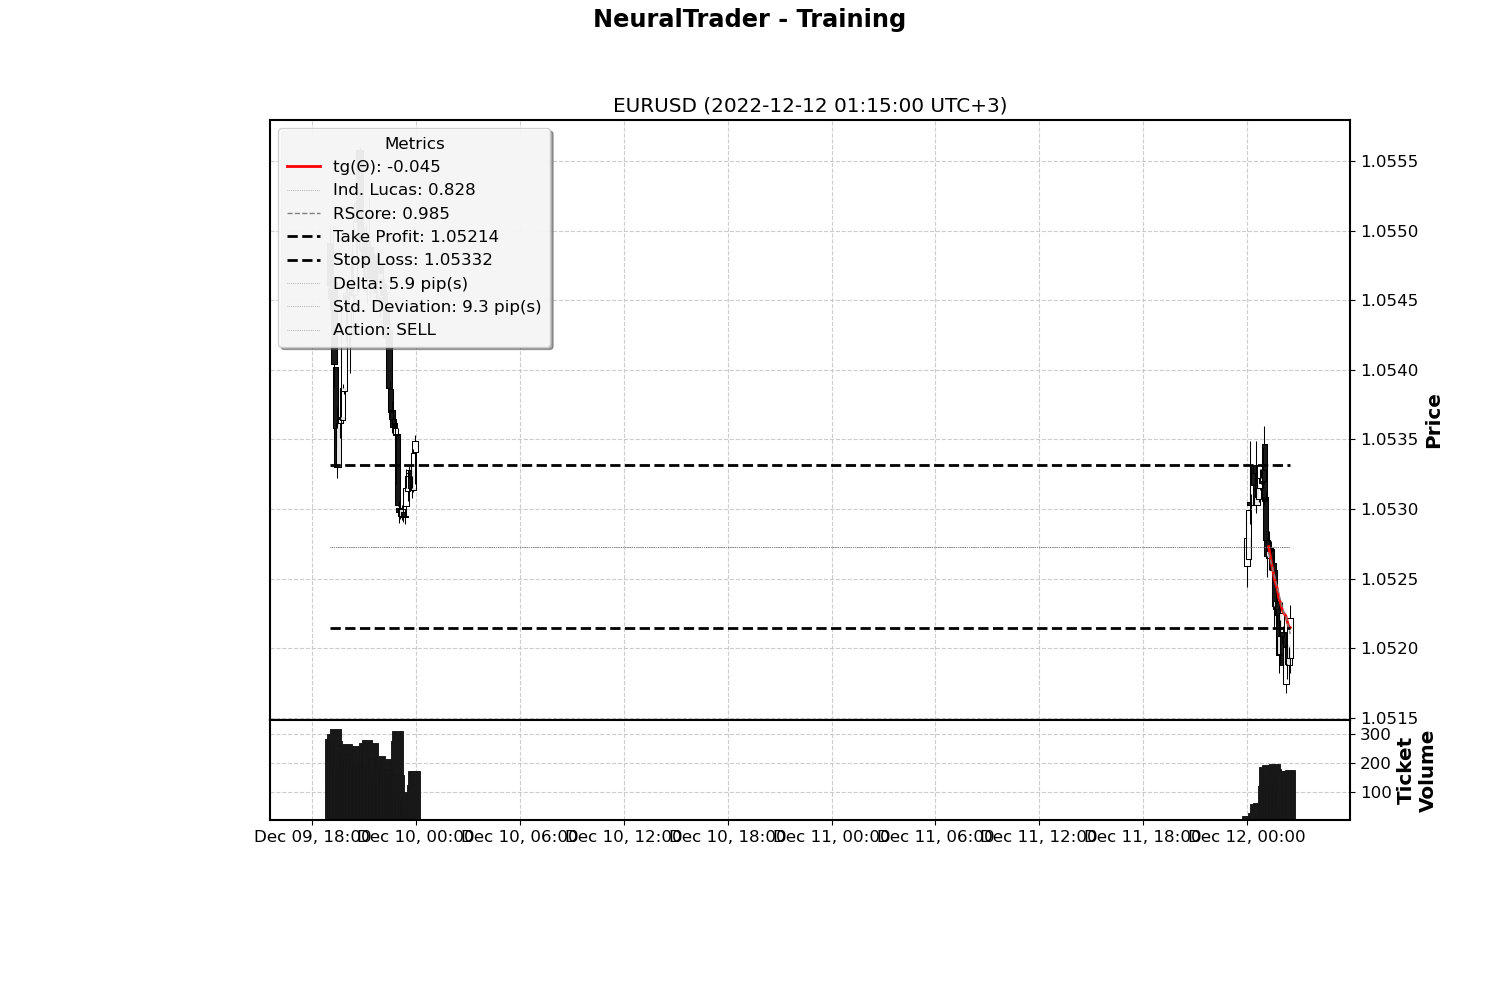 NeuralTrader - Training
EURUSD (2022-12-12 01:15:00 UTC+3)
Metrics
tg(Θ): -0.045
Ind. Lucas: 0.828
RScore: 0.985
Take Profit: 1.05214
Stop Loss: 1.05332
Delta: 5.9 pip(s)
Std. Deviation: 9.3 pip(s)
Action: SELL
1.0555
1.0550
1.0545
1.0540
1.0535
1.0530
1.0525
1.0520
1.0515
Price
300
200
100
Ticket
Volume
Dec 09, 18:00
Dec 10, 00:00
Dec 10, 06:00
Dec 10, 12:00
Dec 10, 18:00
Dec 11, 00:00
Dec 11, 06:00
Dec 11, 12:00
Dec 11, 18:00
Dec 12, 00:00